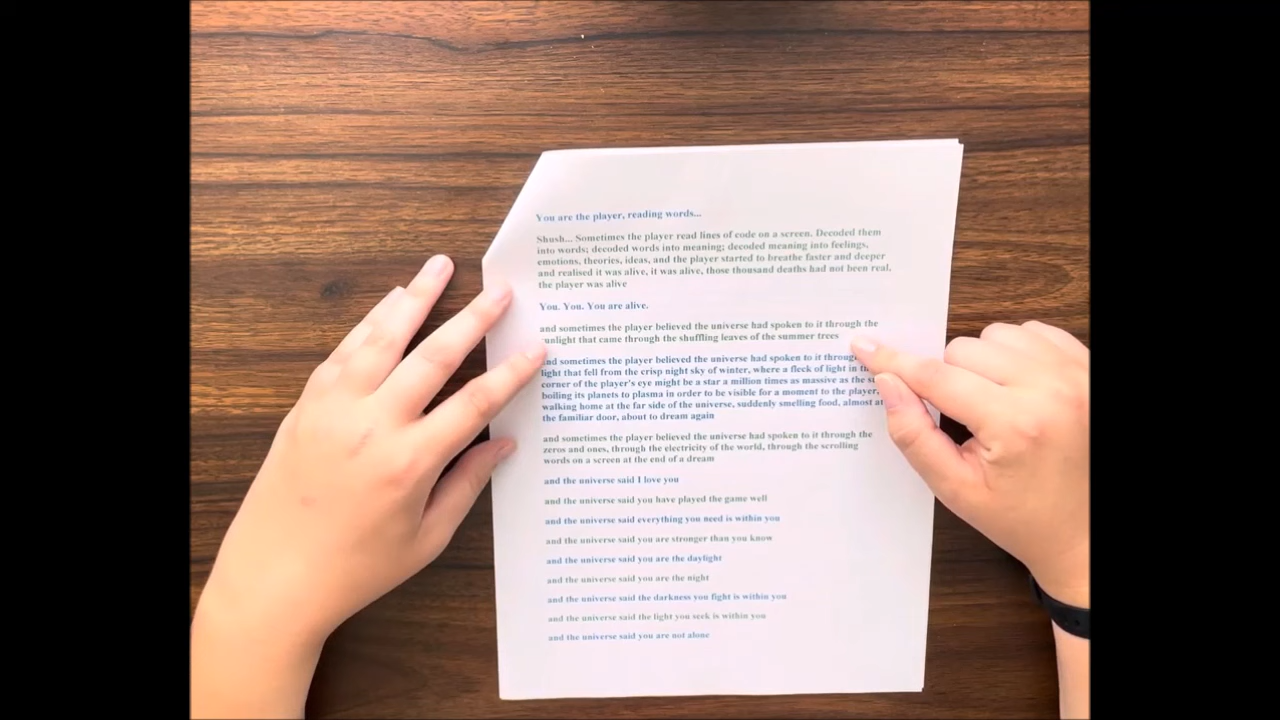 You are the player, reading words...
Shush... Sometimes the player read lines of code on a screen. Decoded them
into words; decoded words into meaning; decoded meaning into feelings,
emotions, theories, ideas, and the player started to breathe faster and deeper
and realised it was alive, it was alive, those thousand deaths had not been real,
the player was alive
You. You. You are alive.
and sometimes the player believed the universe had spoken to it through the
sunlight that came through the shuffling leaves of the summer trees
and sometimes the player believed the universe had spoken to it through
light that fell from the crisp night sky of winter, where a fleck of light in the
corner of the player's eye might be a star a million times as massive as the
boiling its planets to plasma in order to be visible for a moment to the player,
walking home at the far side of the universe, suddenly smelling food, almost at
the familiar door, about to dream again
and sometimes the player believed the universe had spoken to it through the
zeros and ones, through the electricity of the world, through the scrolling
words on a screen at the end of a dream
and the universe said I love you
and the universe said you have played the game well
and the universe said everything you need is within you
and the universe said you are stronger than you know
and the universe said you are the daylight
and the universe said you are the night
and the universe said the darkness you fight is within you
and the universe said the light you seek is within you
and the universe said you are not alone